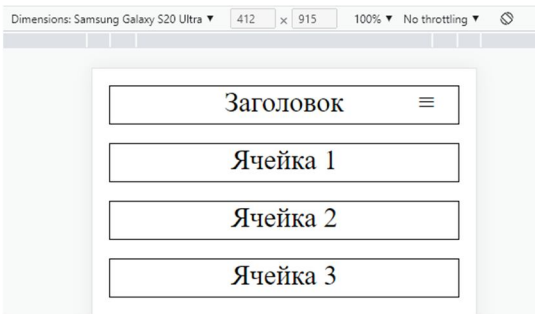 Dimensions: Samsung Galaxy S20 Ultra ▼ 412 × 915 100% ▼ No throttling ▼
Заголовок ≡
Ячейка 1
Ячейка 2
Ячейка 3